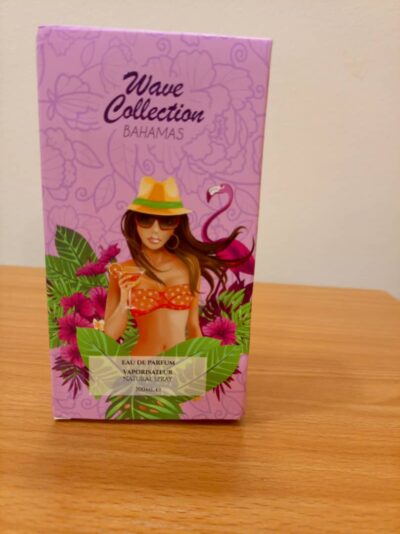 Wave
Collection
BAHAMAS
EAU DE PARFUM
VAPORISATEUR
NATURAL SPRAY